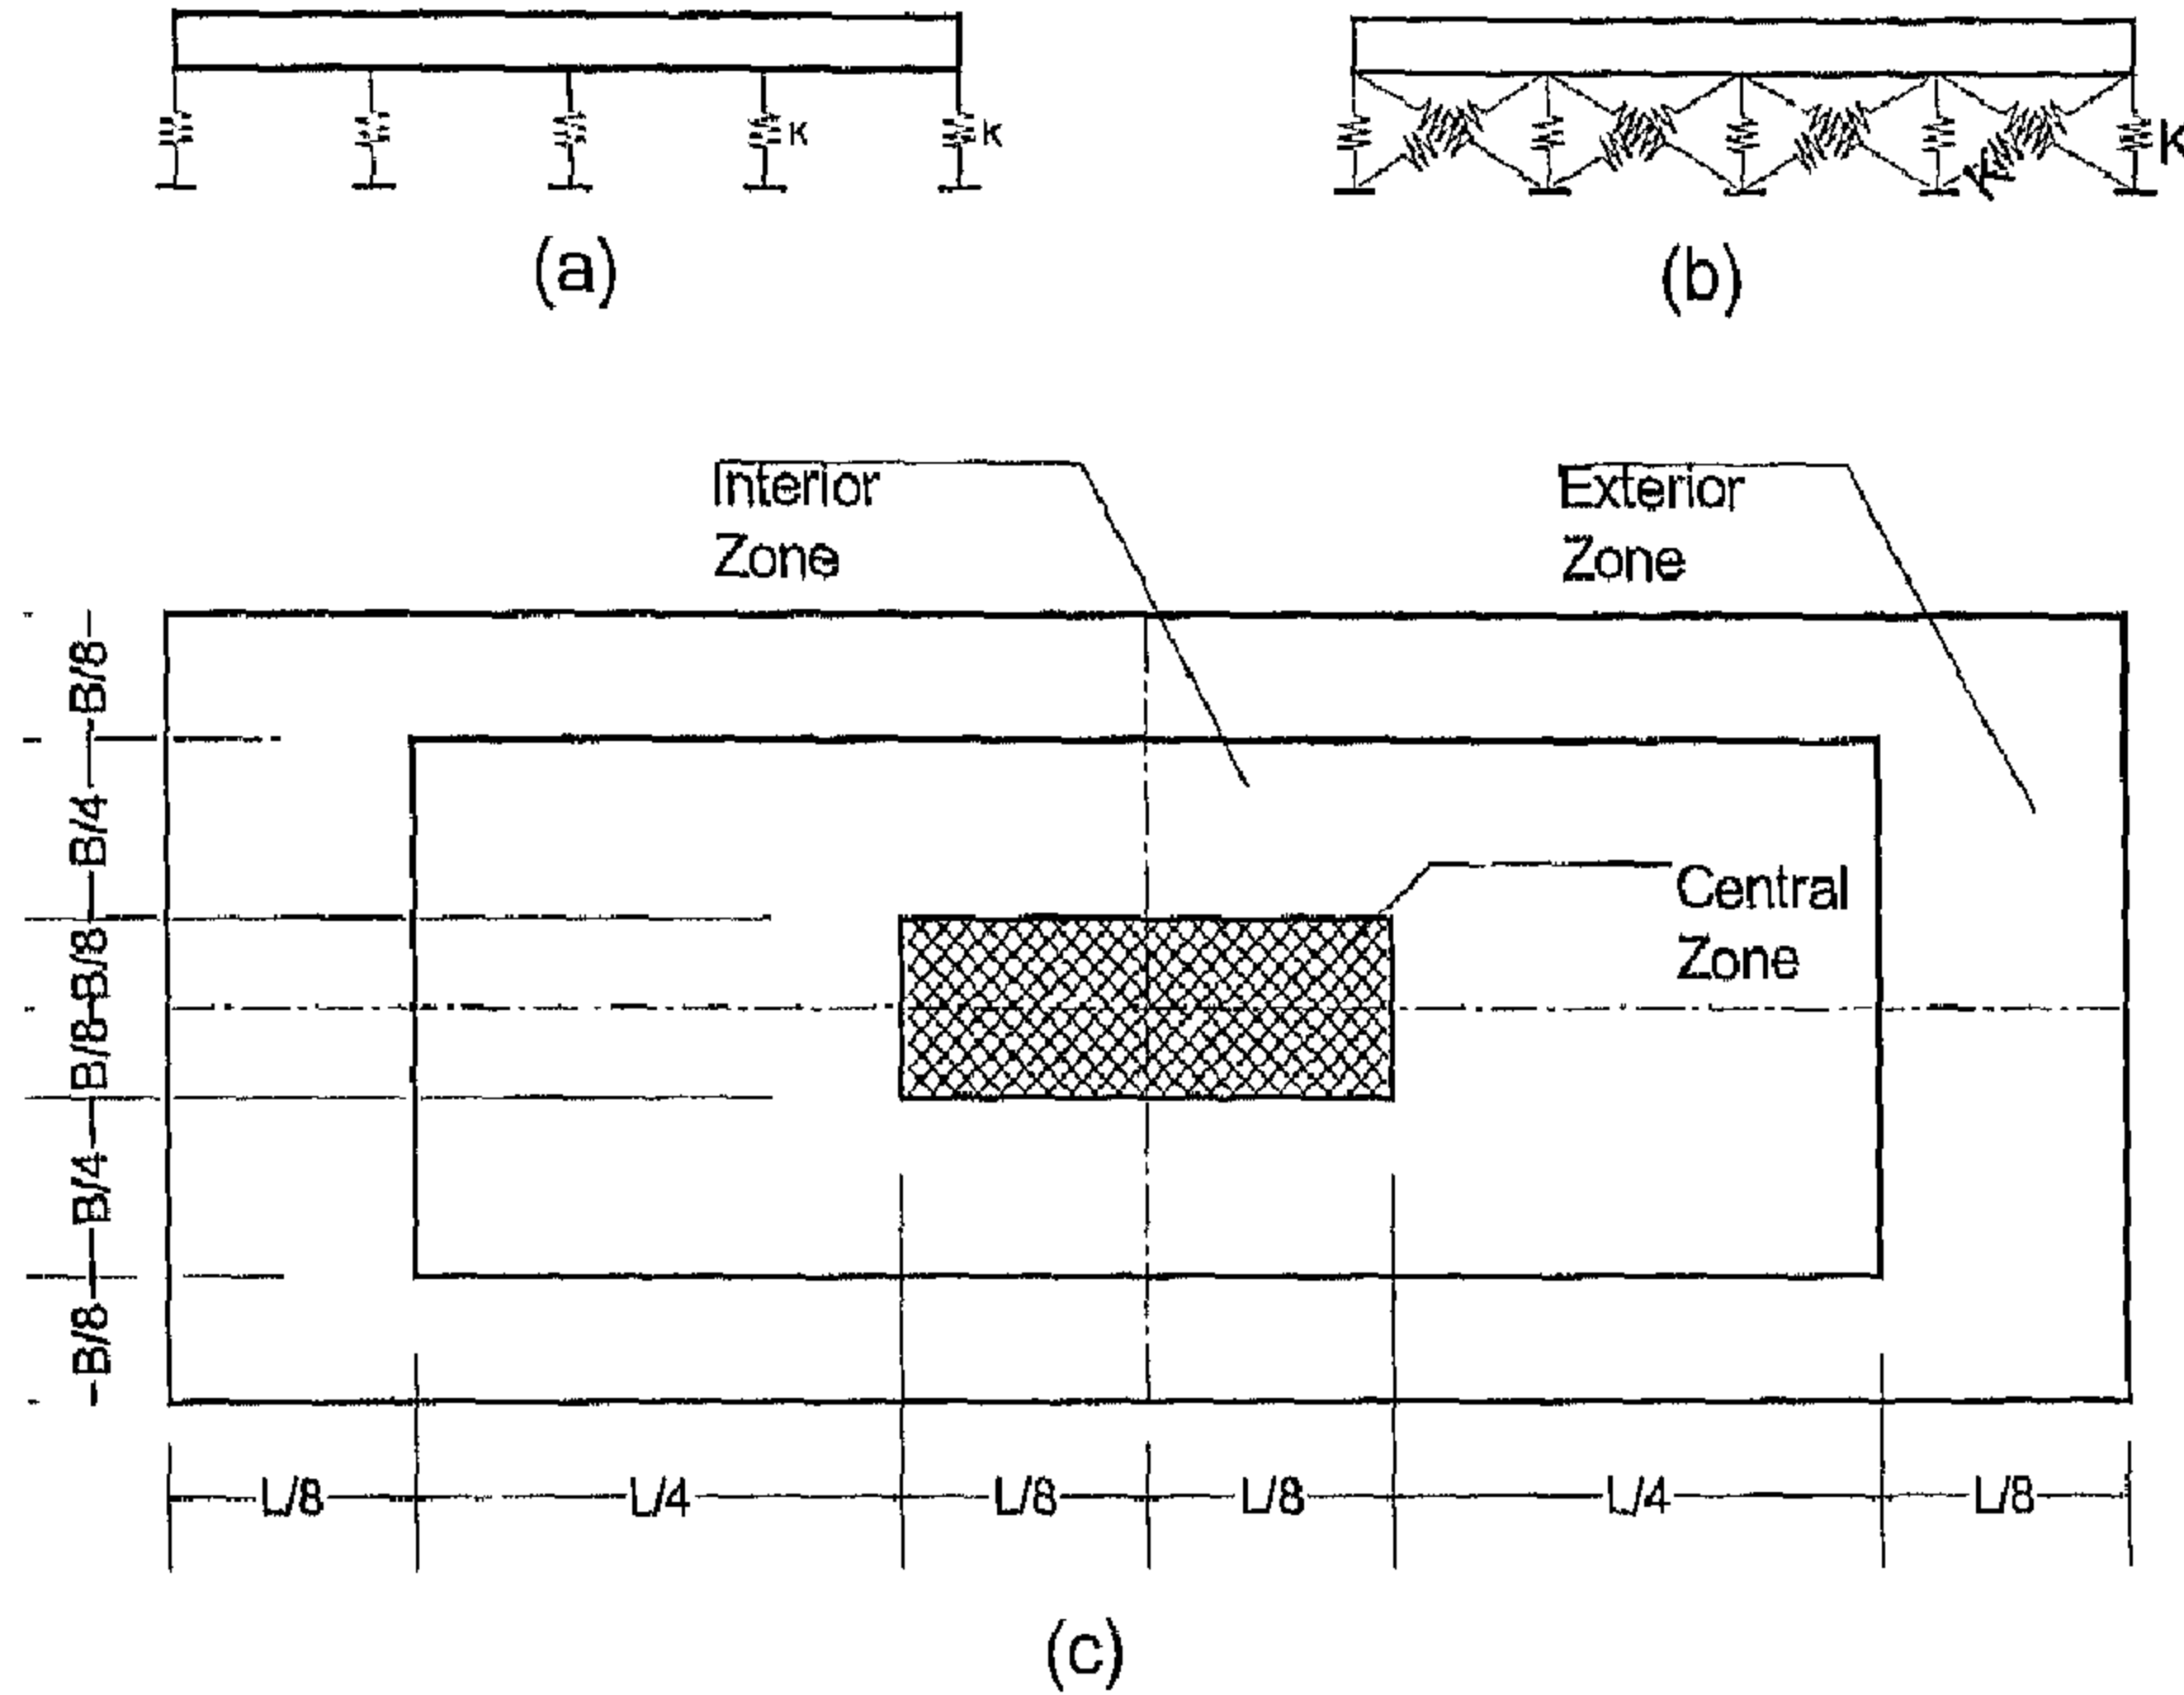 K
k
k
k
(a)
(b)
Interior
Zone
Exterior
Zone
Central
Zone
B/8
B/4
B/8
B/8
B/4
B/8
L/8
L/4
L/8
L/8
L/4
L/8
(c)